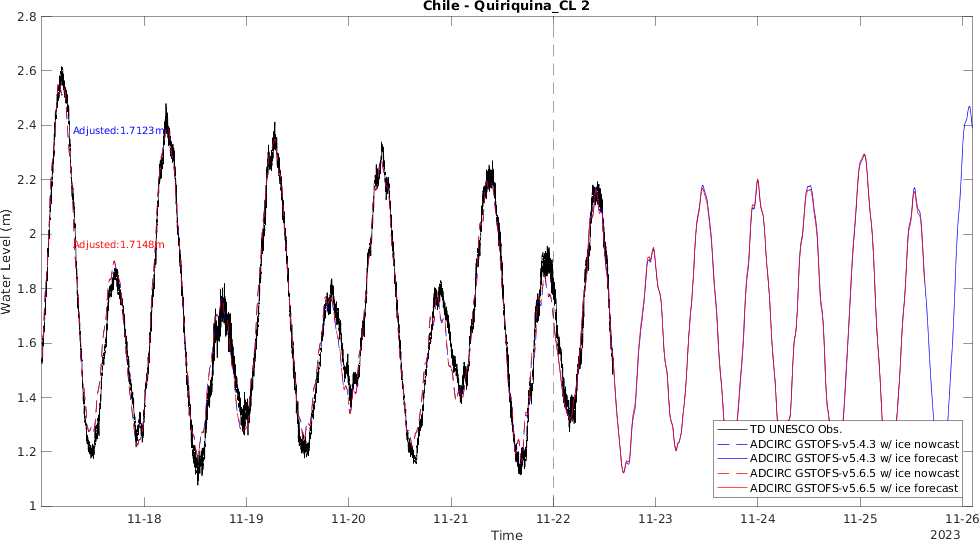 Chile - Quiriquina_CL 2
2.8
2.6
2.4
2.2
2
1.8
1.6
1.4
1.2
1
Water Level (m)
Adjusted:1.7123m
Adjusted:1.7148m
TD UNESCO Obs.
ADCIRC GSTOFS-v5.4.3 w/ ice nowcast
ADCIRC GSTOFS-v5.4.3 w/ ice forecast
ADCIRC GSTOFS-v5.6.5 w/ ice nowcast
ADCIRC GSTOFS-v5.6.5 w/ ice forecast
11-18 11-19 11-20 11-21 11-22 11-23 11-24 11-25 11-26
Time
2023